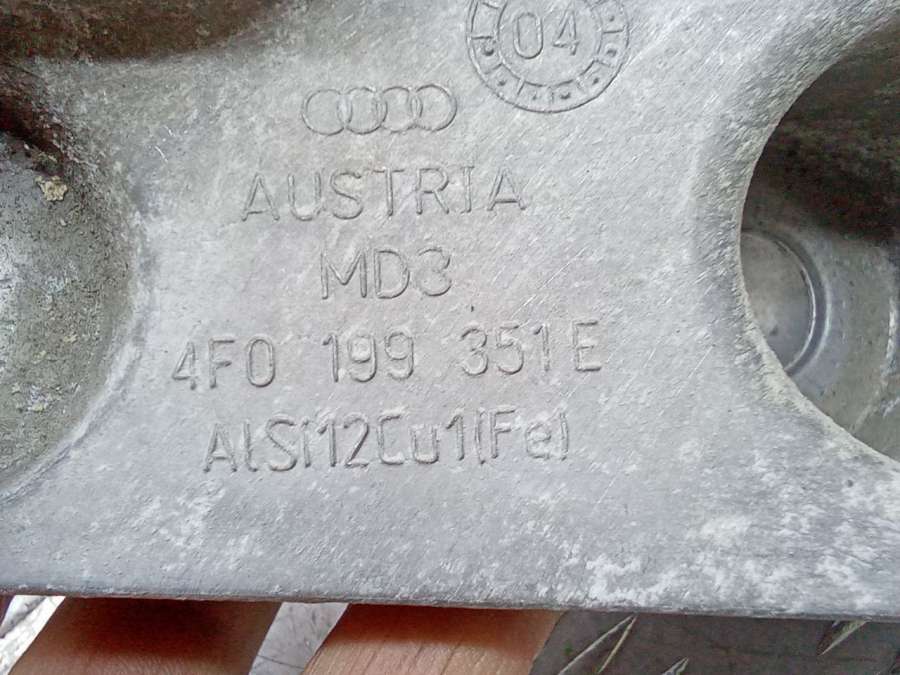 04
AUSTRIA
MD3
4F0 199 351 E
AlSi12Cu1(Fe)